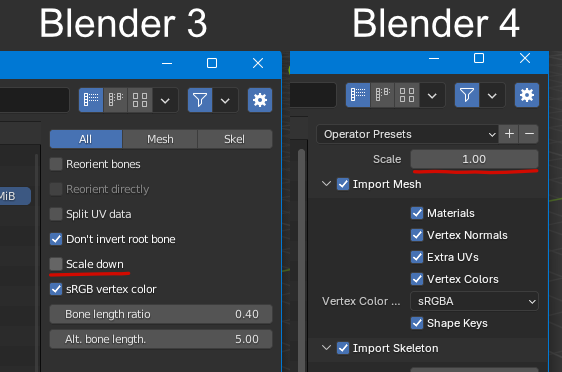 Blender 3
Blender 4
All Mesh Skel
Reorient bones
Reorient directly
MiB
Split UV data
Don't invert root bone
Scale down
sRGB vertex color
Bone length ratio 0.40
Alt. bone length. 5.00
Operator Presets
Scale 1.00
Import Mesh
Materials
Vertex Normals
Extra UVs
Vertex Colors
Vertex Color ... sRGBA
Shape Keys
Import Skeleton